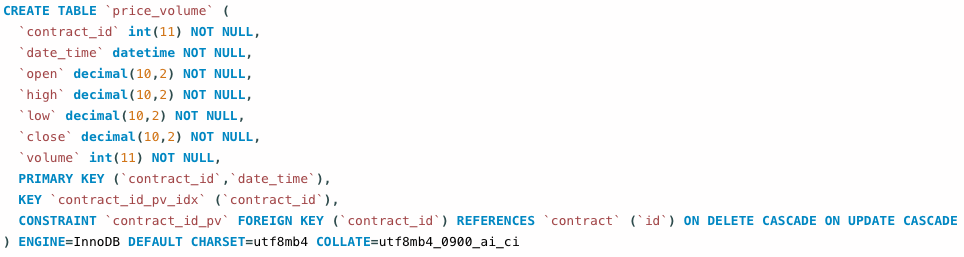 CREATE TABLE `price_volume` (
  `contract_id` int(11) NOT NULL,
  `date_time` datetime NOT NULL,
  `open` decimal(10,2) NOT NULL,
  `high` decimal(10,2) NOT NULL,
  `low` decimal(10,2) NOT NULL,
  `close` decimal(10,2) NOT NULL,
  `volume` int(11) NOT NULL,
  PRIMARY KEY (`contract_id`,`date_time`),
  KEY `contract_id_pv_idx` (`contract_id`),
  CONSTRAINT `contract_id_pv` FOREIGN KEY (`contract_id`) REFERENCES `contract` (`id`) ON DELETE CASCADE ON UPDATE CASCADE
) ENGINE=InnoDB DEFAULT CHARSET=utf8mb4 COLLATE=utf8mb4_0900_ai_ci